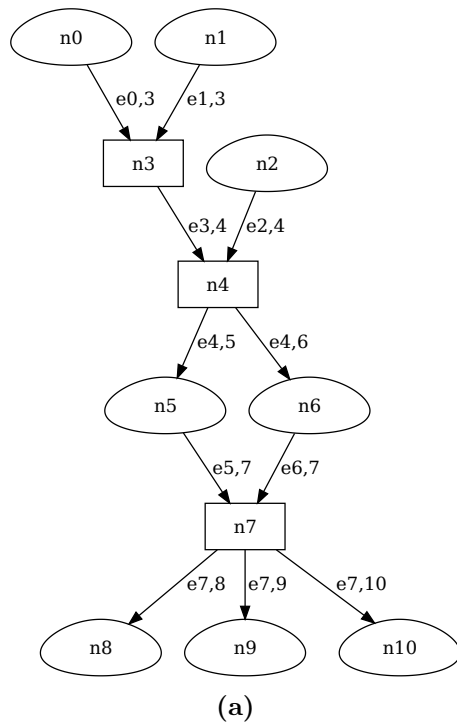 n0 n1
e0,3 e1,3
n3 n2
e3,4 e2,4
n4
e4,5 e4,6
n5 n6
e5,7 e6,7
n7
e7,8 e7,9 e7,10
n8 n9 n10
(a)